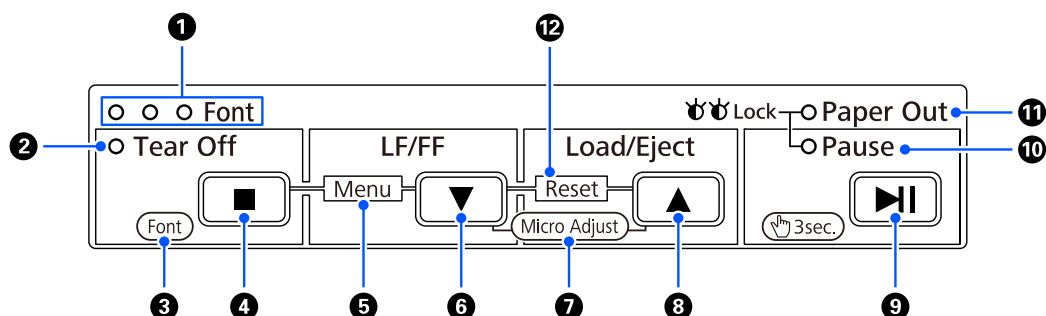 1
12
Font
Lock
Paper Out
11
2
Tear Off
LF/FF
Load/Eject
Pause
10
Menu
Reset
Font
Micro Adjust
3sec.
3
4
5
6
7
8
9